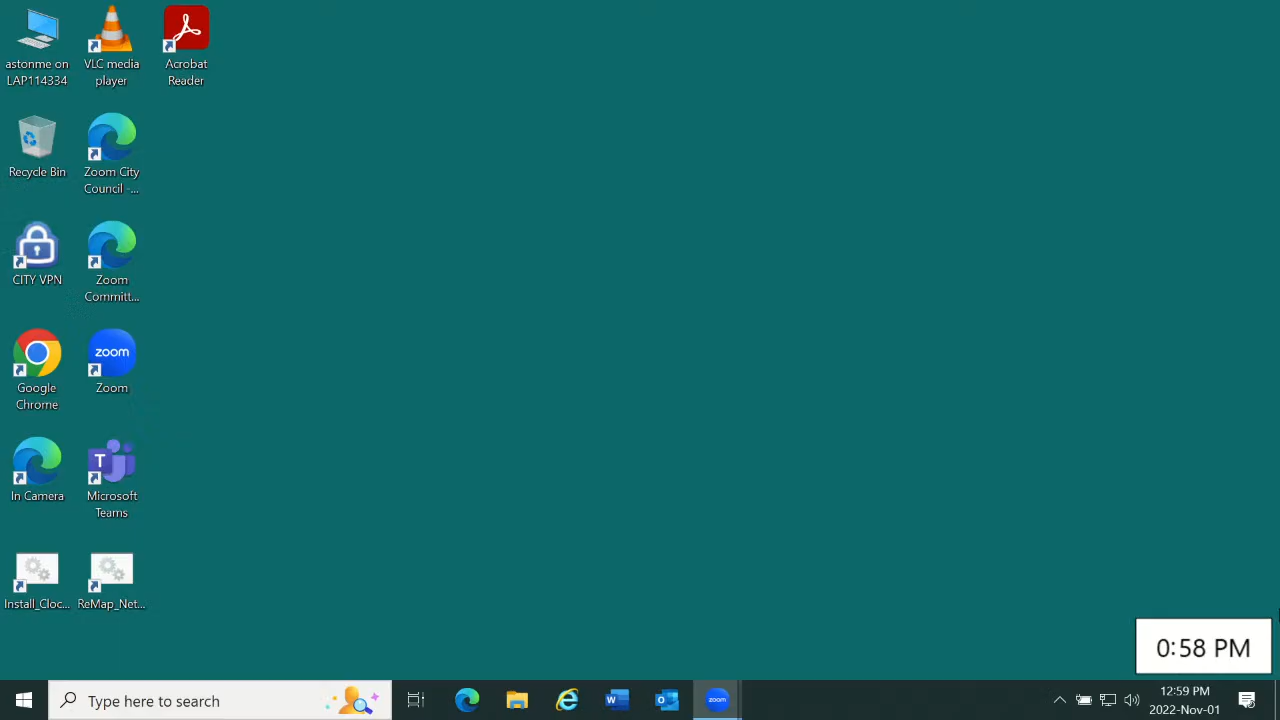 astonme on
LAP114334
VLC media
player
Acrobat
Reader
Recycle Bin
Zoom City
Council -...
CITY VPN
Zoom
Committ...
Google
Chrome
zoom
Zoom
In Camera
T
Microsoft
Teams
Install_Cloc...
ReMap_Net...
0:58 PM
Type here to search
W
zoom
12:59 PM
2022-Nov-01